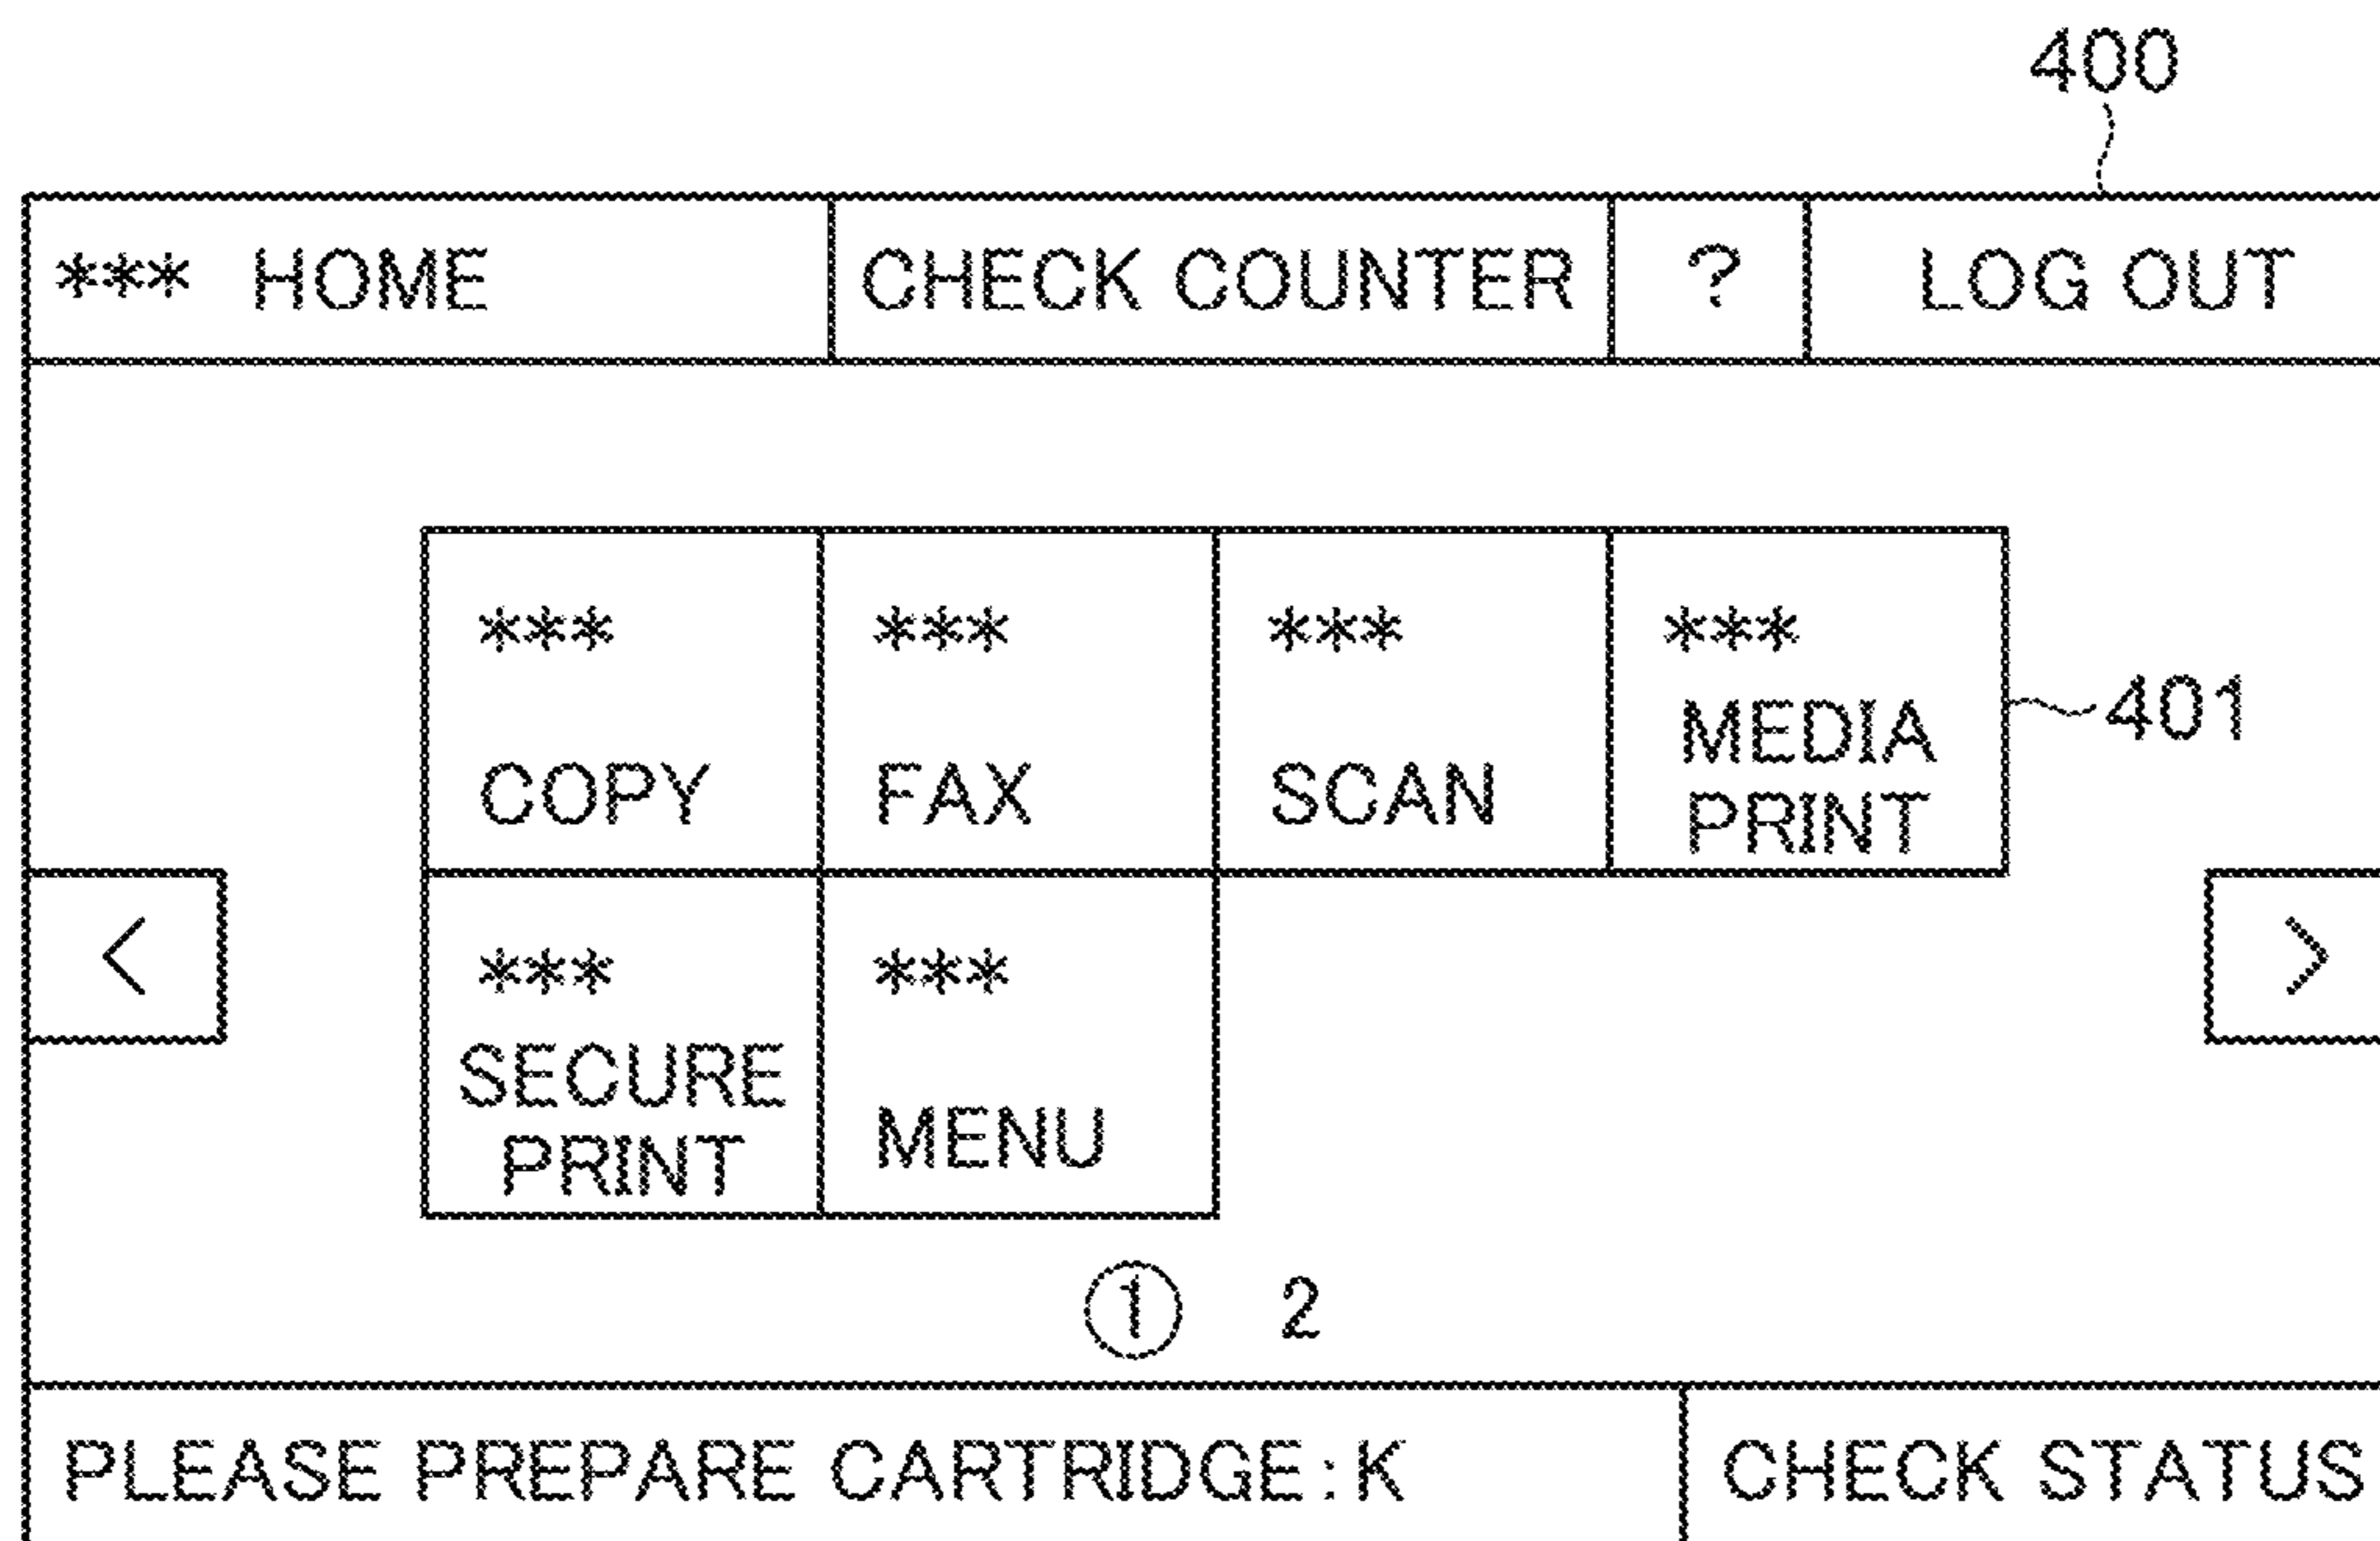 400
*** HOME CHECK COUNTER ? LOG OUT
*** *** *** ***
COPY FAX SCAN MEDIA PRINT
401
< >
*** ***
SECURE PRINT MENU
1 2
PLEASE PREPARE CARTRIDGE:K CHECK STATUS